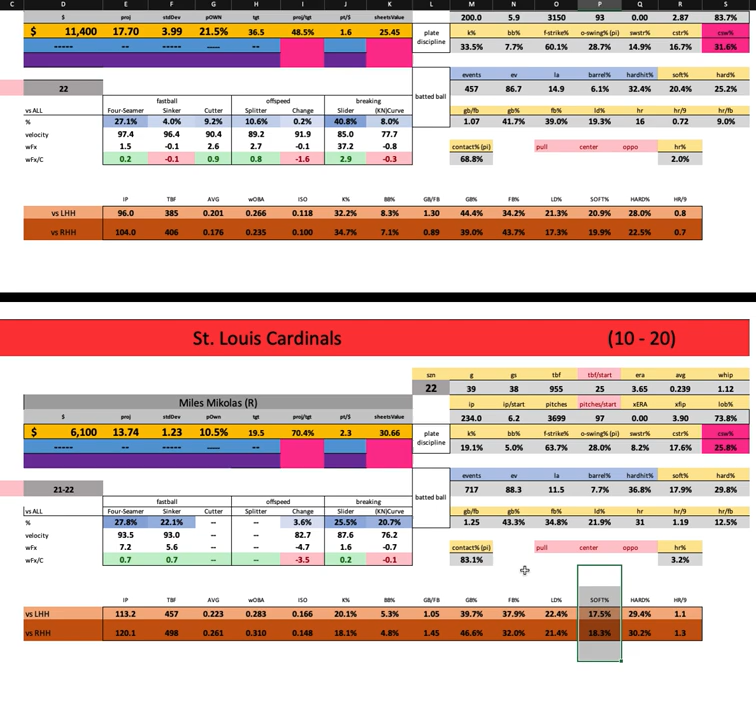 C D E F G H I J K L M N O P Q R S
200.0 5.9 3150 93 0.00 2.87 83.7%
$ proj stdDev pOWN tgt proj/tgt pt/$ sheetsValue
$ 11,400 17.70 3.99 21.5% 36.5 48.5% 1.6 25.45
plate discipline
k% bb% f-strike% o-swing% (pi) swstr% cstr% csw%
33.5% 7.7% 60.1% 28.7% 14.9% 16.7% 31.6%
----- -- ---- —— --
batted ball
events ev la barrel% hardhit% soft% hard%
457 86.7 14.9 6.1% 32.4% 20.4% 25.2%
22
fastball offspeed breaking
vs ALL Four-Seamer Sinker Cutter Splitter Change Slider (KN)Curve
gb/fb gb% fb% ld% hr hr/9 hr/fb
% 27.1% 4.0% 9.2% 10.6% 0.2% 40.8% 8.0%
1.07 41.7% 39.0% 19.3% 16 0.72 9.0%
velocity 97.4 96.4 90.4 89.2 91.9 85.0 77.7
wFx 1.5 -0.1 2.6 2.7 -0.1 37.2 -0.8
contact% (pi) pull center oppo hr%
wFx/C 0.2 -0.1 0.9 0.8 -1.6 2.9 -0.3
68.8% 2.0%
IP TBF AVG wOBA ISO K% BB% GB/FB GB% FB% LD% SOFT% HARD% HR/9
vs LHH 96.0 385 0.201 0.266 0.118 32.2% 8.3% 1.30 44.4% 34.2% 21.3% 20.9% 28.0% 0.8
vs RHH 104.0 406 0.176 0.235 0.100 34.7% 7.1% 0.89 39.0% 43.7% 17.3% 19.9% 22.5% 0.7
St. Louis Cardinals (10 - 20)
szn g gs tbf tbf/start era avg whip
22 39 38 955 25 3.65 0.239 1.12
Miles Mikolas (R)
ip ip/start pitches pitches/start xERA xfip lob%
234.0 6.2 3699 97 0.00 3.90 73.8%
$ proj stdDev pOwn tgt proj/tgt pt/$ sheetsValue
$ 6,100 13.74 1.23 10.5% 19.5 70.4% 2.3 30.66
plate discipline
k% bb% f-strike% o-swing% (pi) swstr% cstr% csw%
19.1% 5.0% 63.7% 28.0% 8.2% 17.6% 25.8%
----- -- ---- —— --
batted ball
events ev la barrel% hardhit% soft% hard%
717 88.3 11.5 7.7% 36.8% 17.9% 29.8%
21-22
fastball offspeed breaking
vs ALL Four-Seamer Sinker Cutter Splitter Change Slider (KN)Curve
gb/fb gb% fb% ld% hr hr/9 hr/fb
% 27.8% 22.1% -- -- 3.6% 25.5% 20.7%
1.25 43.3% 34.8% 21.9% 31 1.19 12.5%
velocity 93.5 93.0 -- -- 82.7 87.6 76.2
wFx 7.2 5.6 -- -- -4.7 1.6 -0.7
contact% (pi) pull center oppo hr%
wFx/C 0.7 0.7 -- -- -3.5 0.2 -0.1
83.1% 3.2%
IP TBF AVG wOBA ISO K% BB% GB/FB GB% FB% LD% SOFT% HARD% HR/9
vs LHH 113.2 457 0.223 0.283 0.166 20.1% 5.3% 1.05 39.7% 37.9% 22.4% 17.5% 29.4% 1.1
vs RHH 120.1 498 0.261 0.310 0.148 18.1% 4.8% 1.45 46.6% 32.0% 21.4% 18.3% 30.2% 1.3